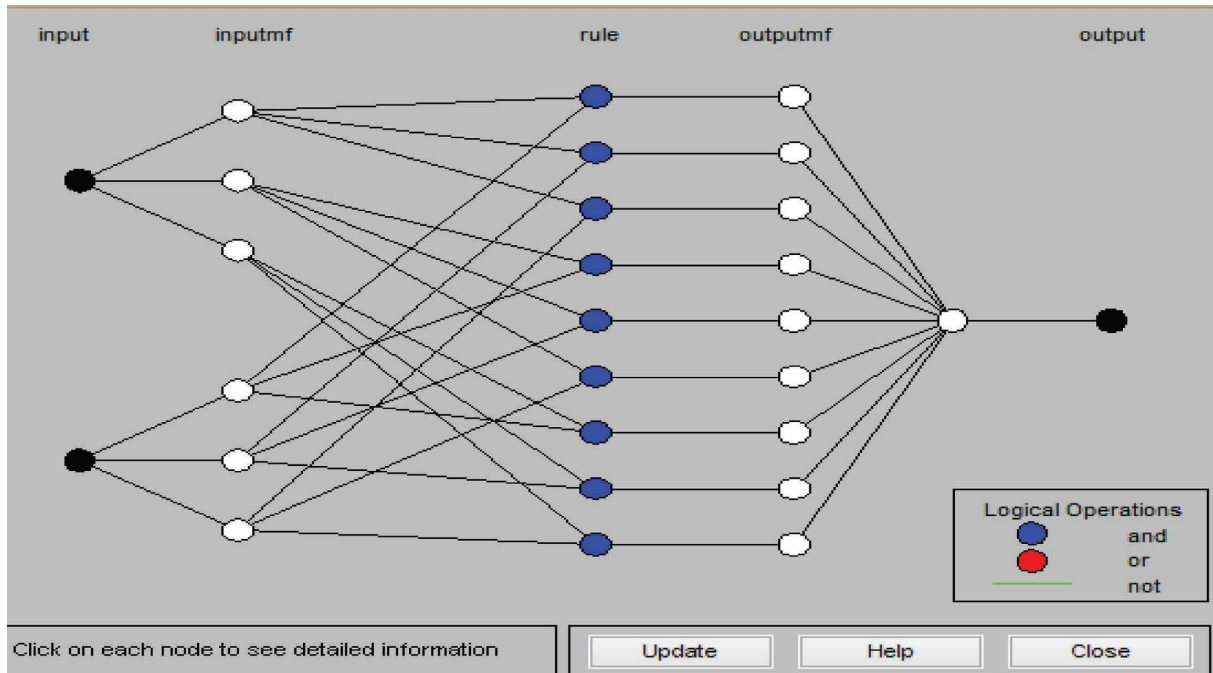 input inputmf rule outputmf output
Logical Operations
and
or
not
Click on each node to see detailed information
Update Help Close